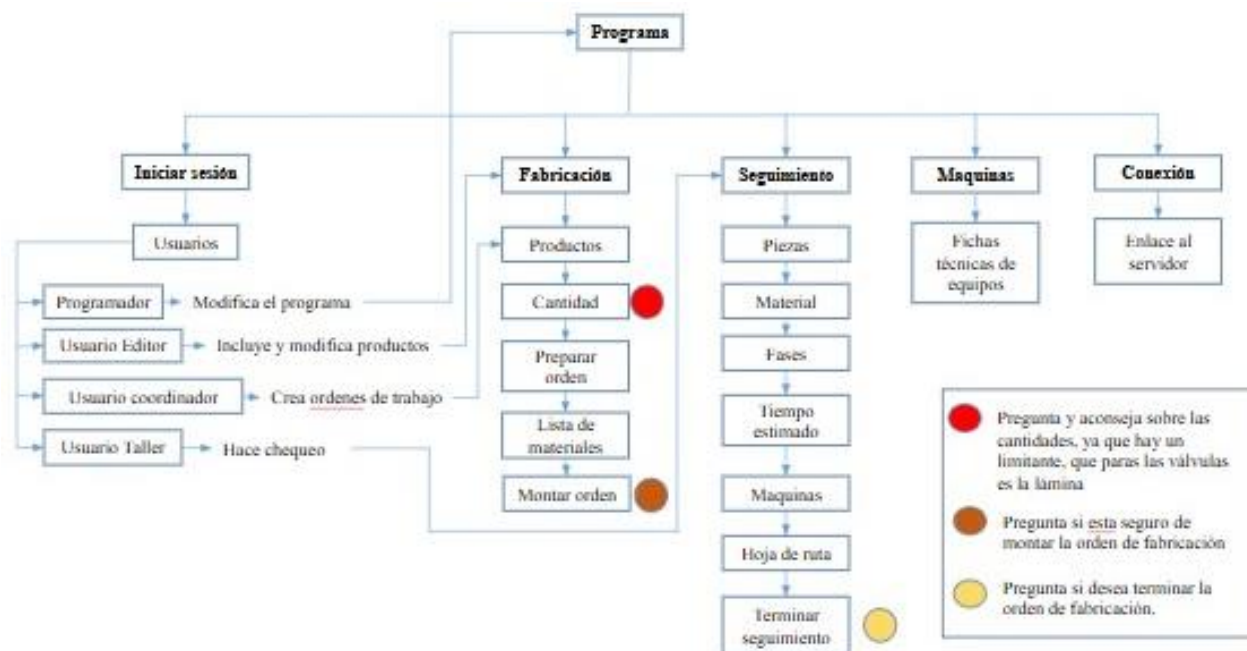 Programa
Iniciar sesión
Fabricación
Seguimiento
Maquinas
Conexión
Usuarios
Productos
Piezas
Fichas
técnicas de
equipos
Enlace al
servidor
Programador
Modifica el programa
Cantidad
Material
Usuario Editor
Incluye y modifica productos
Preparar
orden
Fases
Usuario coordinador
Crea ordenes de trabajo
Lista de
materiales
Tiempo
estimado
Usuario Taller
Hace chequeo
Montar orden
Maquinas
Hoja de ruta
Terminar
seguimiento
Pregunta y aconseja sobre las
cantidades, ya que hay un
limitante, que paras las válvulas
es la lámina
Pregunta si esta seguro de
montar la orden de fabricación
Pregunta si desea terminar la
orden de fabricación.